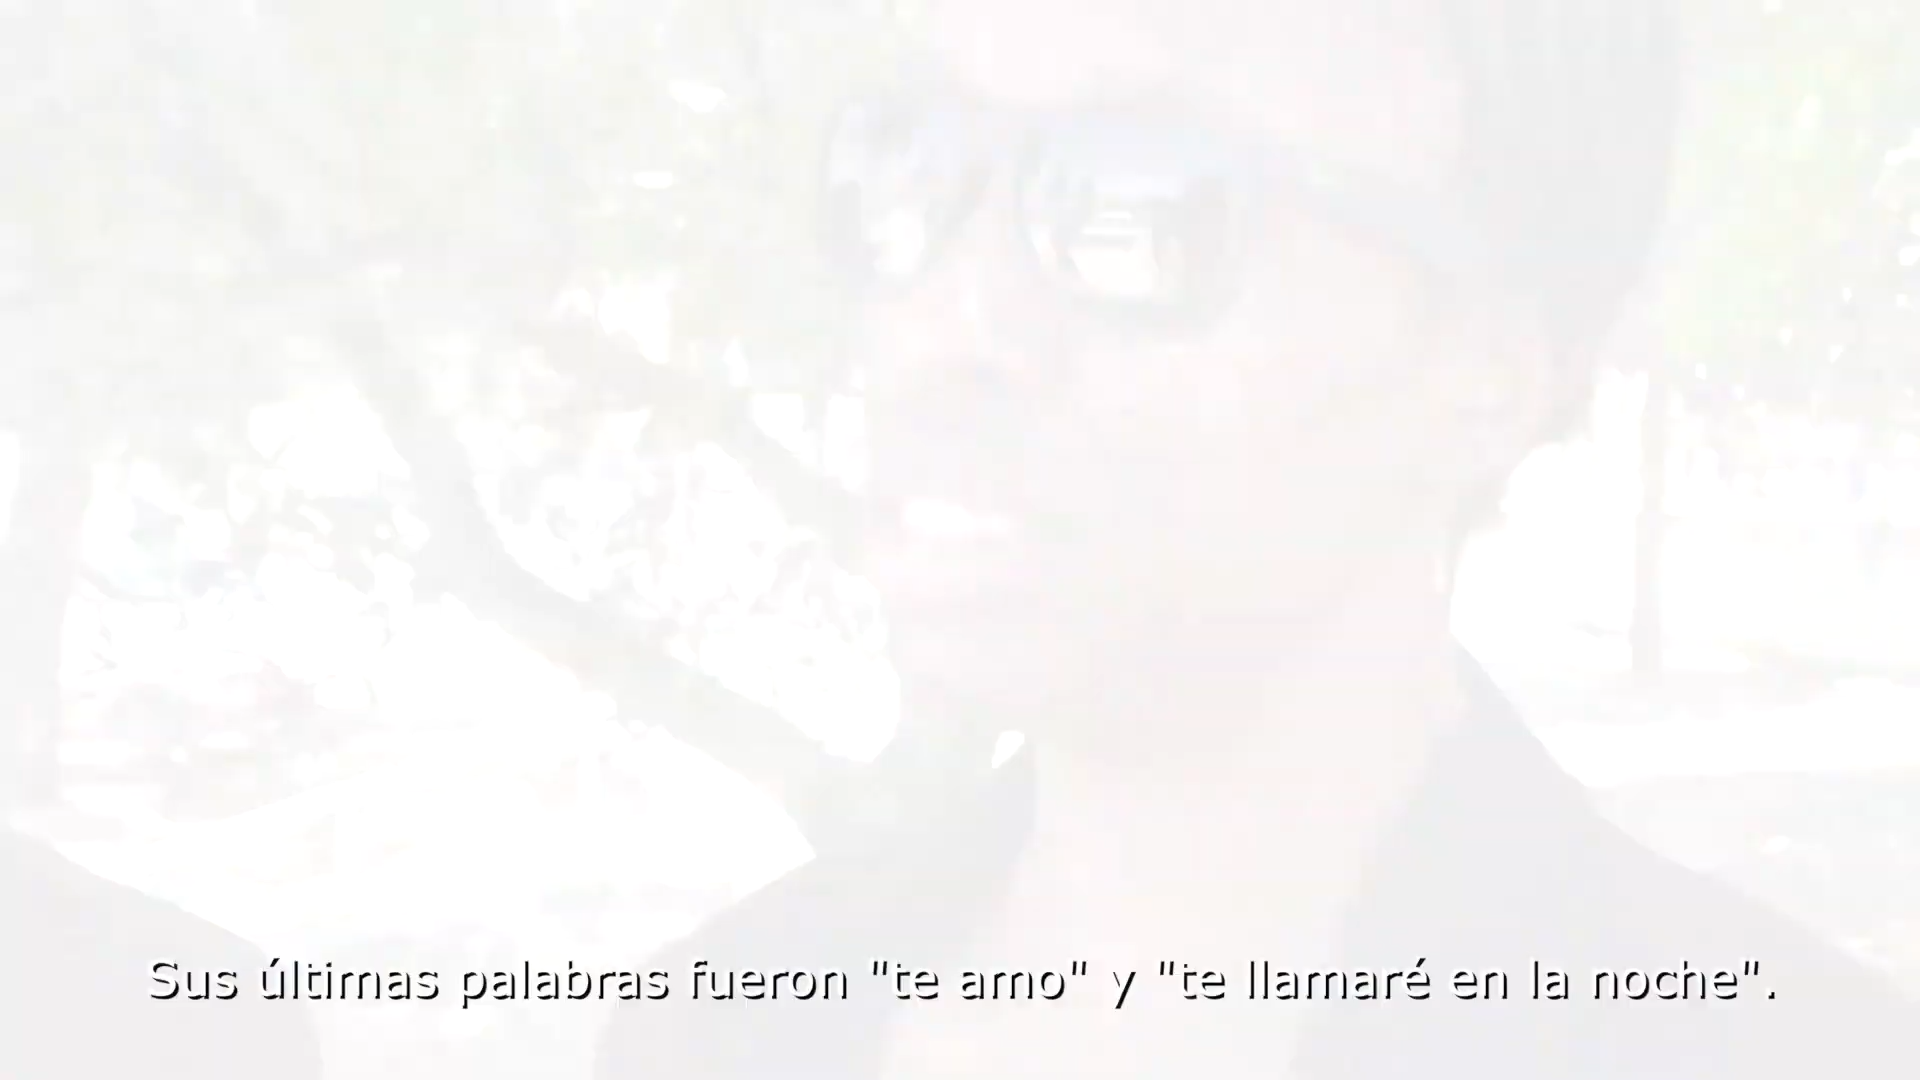 Sus últimas palabras fueron "te amo" y "te llamaré en la noche".